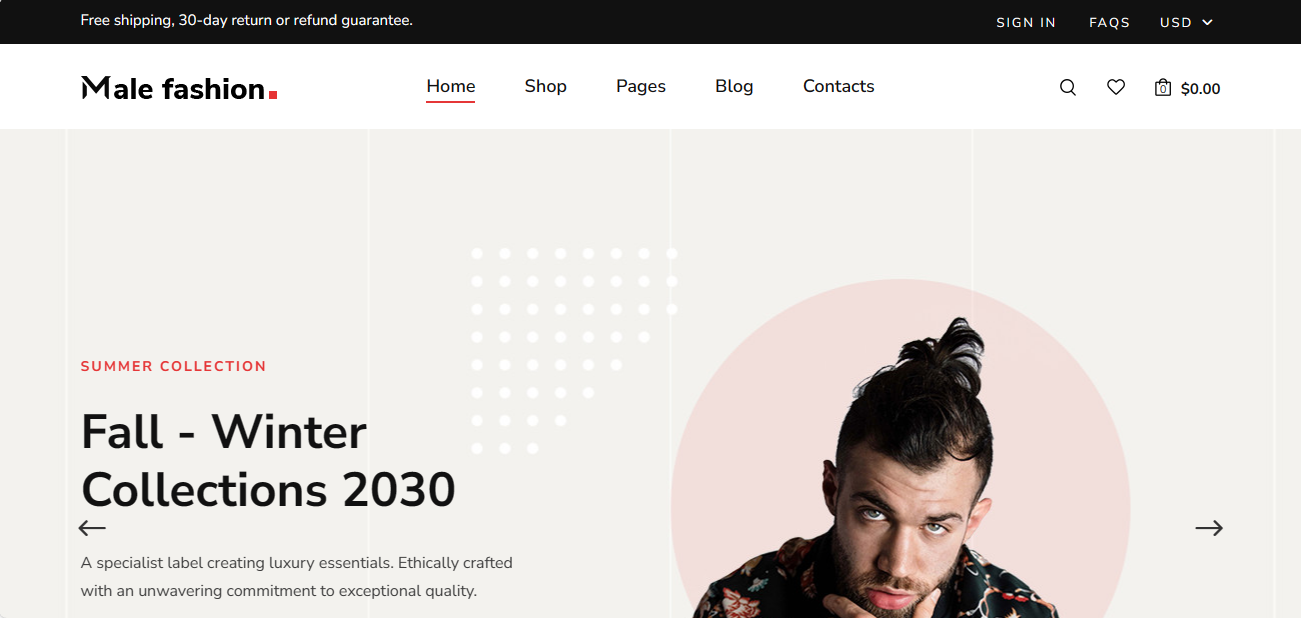 Free shipping, 30-day return or refund guarantee.
SIGN IN FAQS USD
Male fashion.
Home Shop Pages Blog Contacts
0 $0.00
SUMMER COLLECTION
Fall - Winter
Collections 2030
A specialist label creating luxury essentials. Ethically crafted
with an unwavering commitment to exceptional quality.